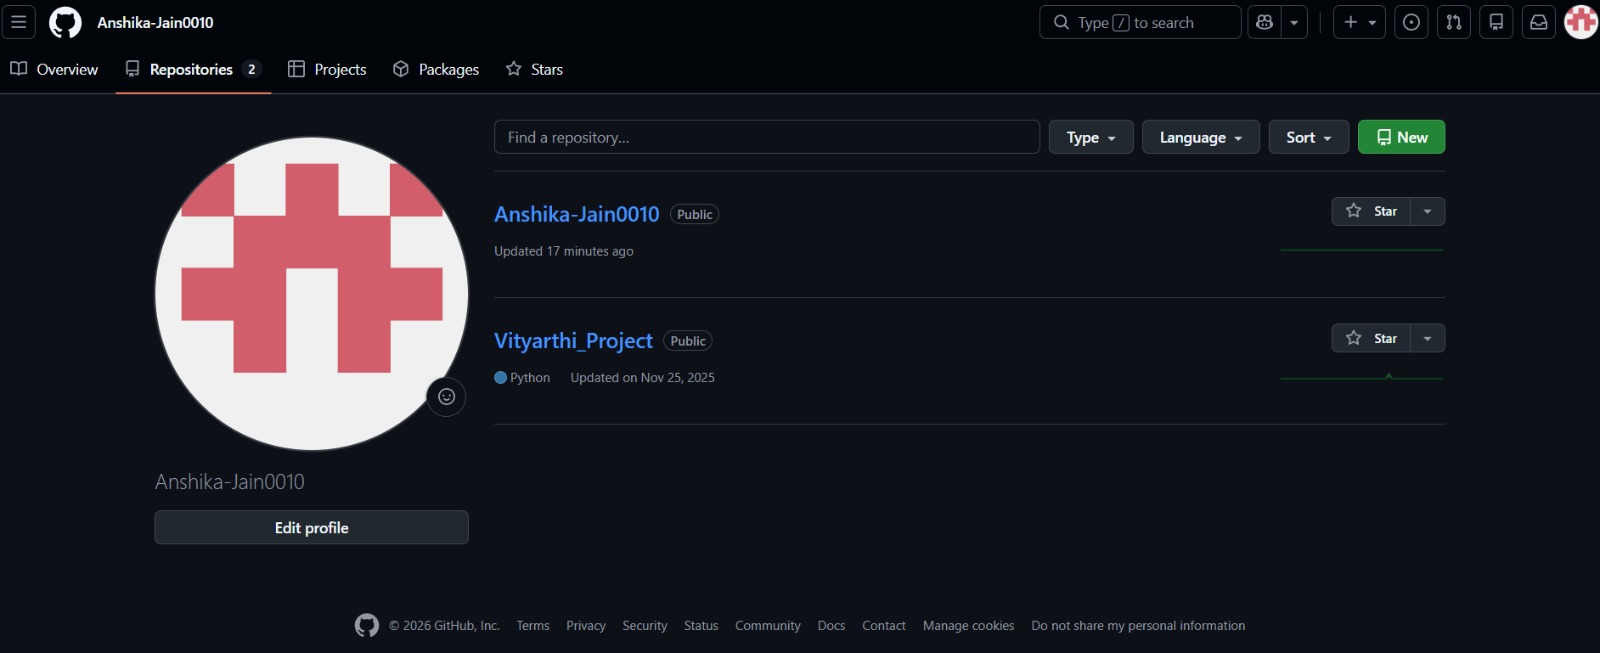 Anshika-Jain0010
Type / to search
Overview
Repositories 2
Projects
Packages
Stars
Find a repository...
Type
Language
Sort
New
Anshika-Jain0010 Public
Star
Updated 17 minutes ago
Vityarthi_Project Public
Star
Python Updated on Nov 25, 2025
Anshika-Jain0010
Edit profile
© 2026 GitHub, Inc. Terms Privacy Security Status Community Docs Contact Manage cookies Do not share my personal information